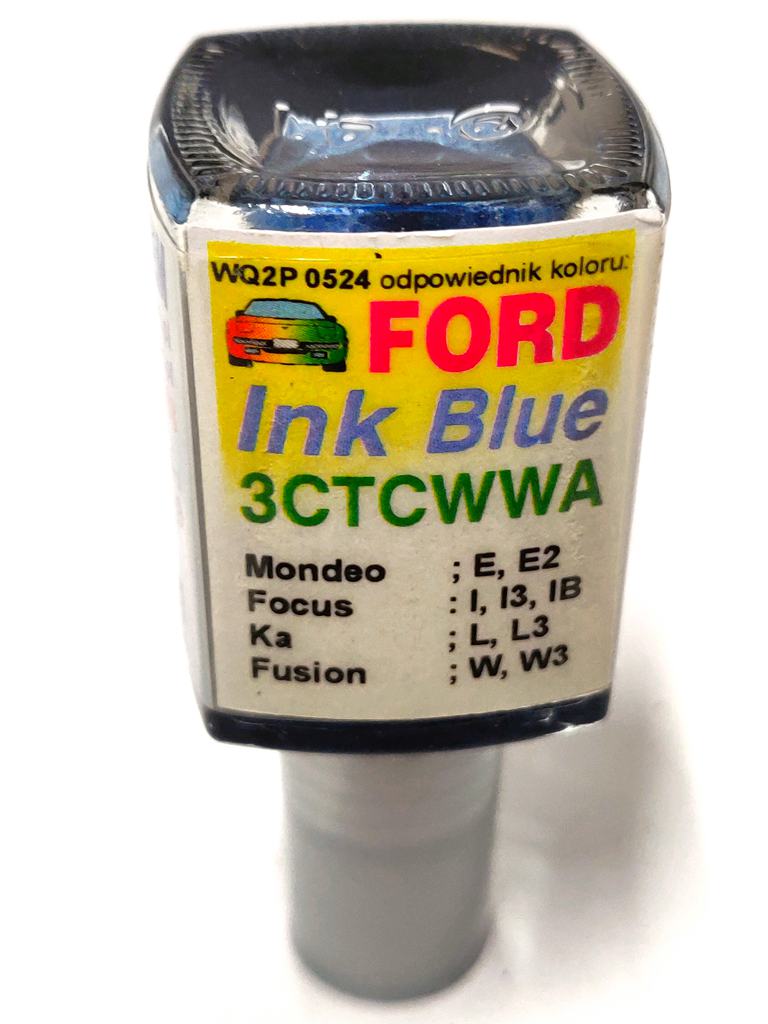 WQ2P 0524 odpowiednik koloru:
FORD
Ink Blue
3CTCWWA
Mondeo ; E, E2
Focus : I, I3, IB
Ka ; L, L3
Fusion ; W, W3